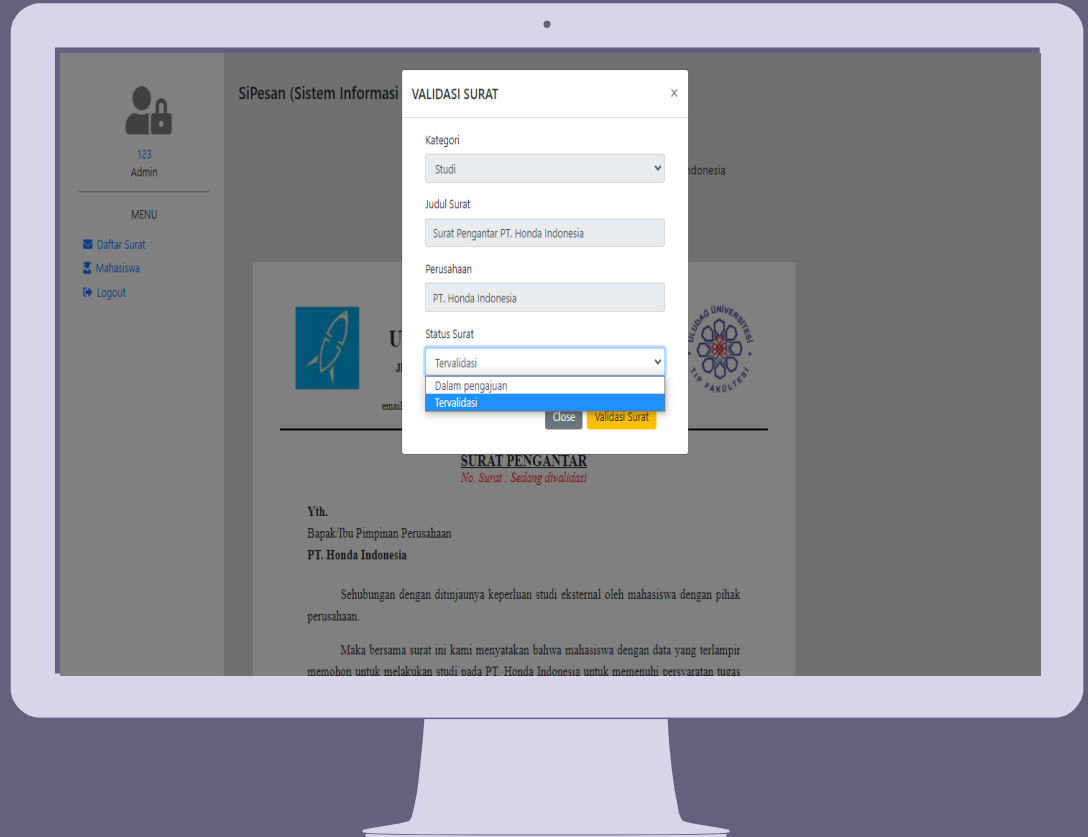 123
Admin
MENU
Daftar Surat
Mahasiswa
Logout
SiPesan (Sistem Informasi
ndonesia
VALIDASI SURAT
x
Kategori
Studi
Judul Surat
Surat Pengantar PT. Honda Indonesia
Perusahaan
PT. Honda Indonesia
Status Surat
Tervalidasi
Dalam pengajuan
Tervalidasi
Close Validasi Surat
U
Jl
email
ULUDAĞ ÜNİVERSİTESİ
TIP FAKÜLTESİ
SURAT PENGANTAR
No. Surat : Sedang divalidasi
Yth.
Bapak/Ibu Pimpinan Perusahaan
PT. Honda Indonesia
Sehubungan dengan ditinjaunya keperluan studi eksternal oleh mahasiswa dengan pihak
perusahaan.
Maka bersama surat ini kami menyatakan bahwa mahasiswa dengan data yang terlampir
memohon untuk melakukan studi pada PT. Honda Indonesia untuk memenuhi persyaratan tugas